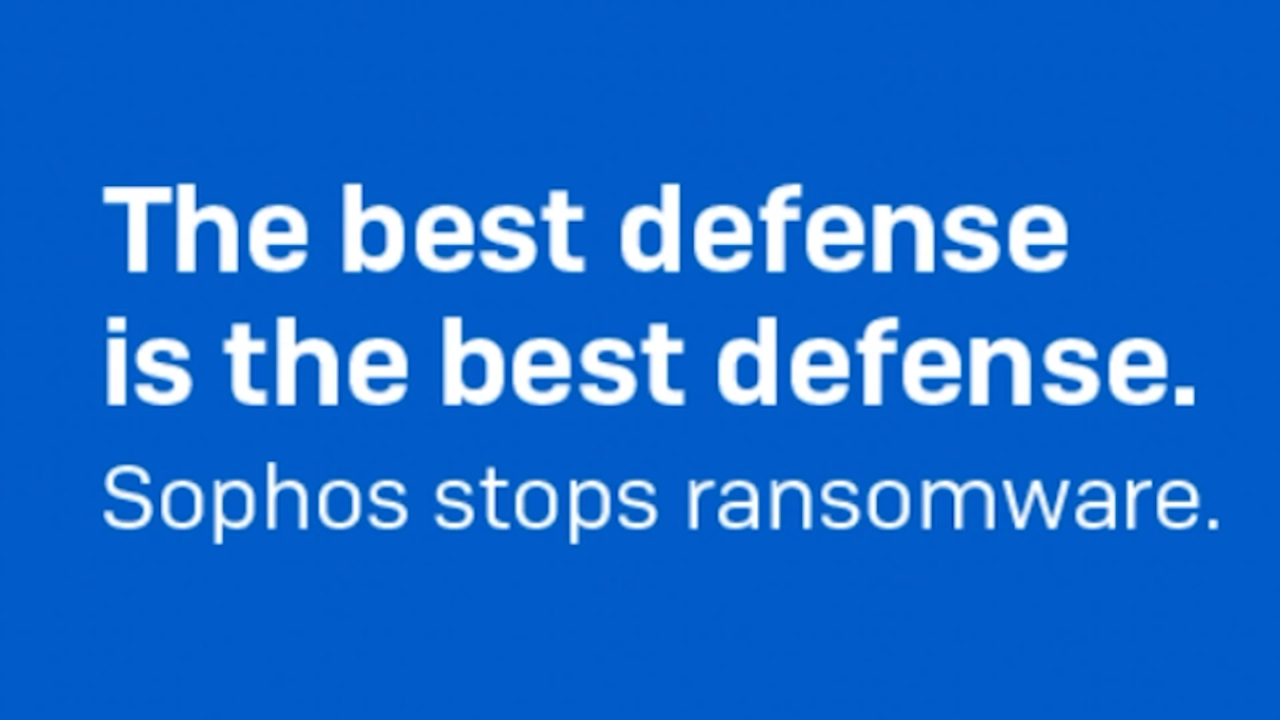 The best defense
is the best defense.
Sophos stops ransomware.